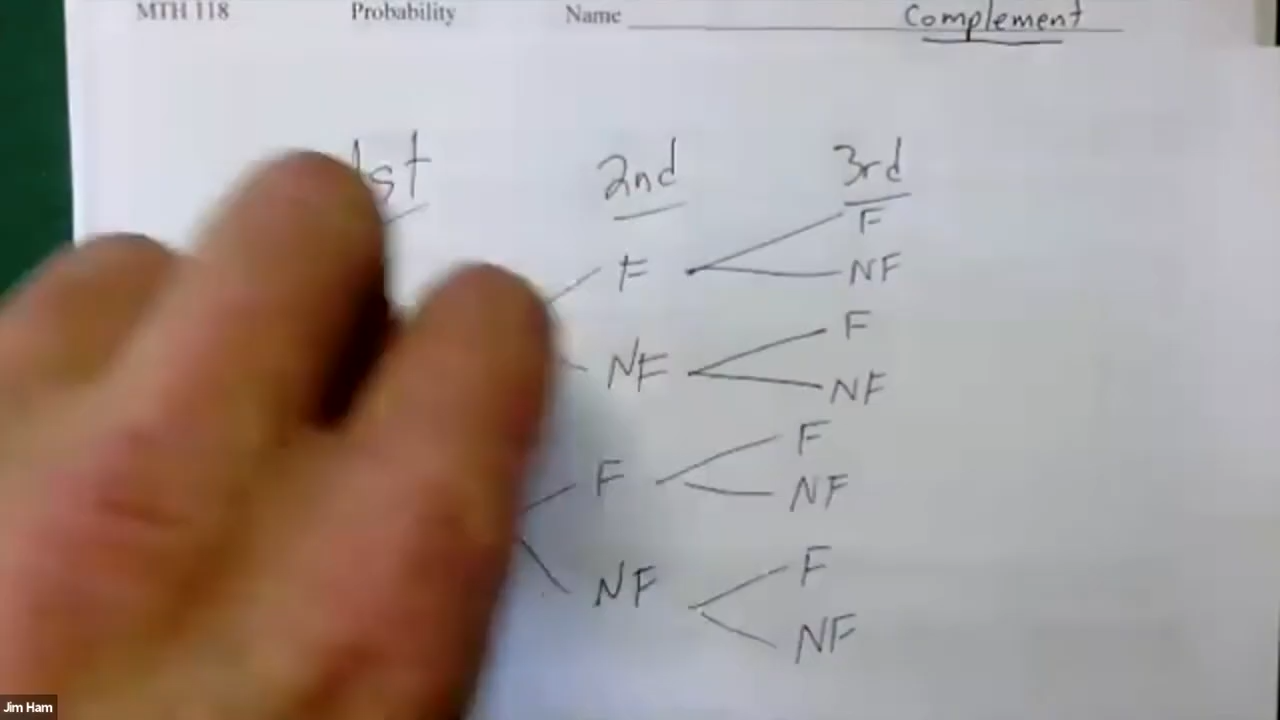 MTH 118 Probability Name Complement
1st 2nd 3rd
F
F NF
F
NF NF
F
F NF
F
NF NF
Jim Ham